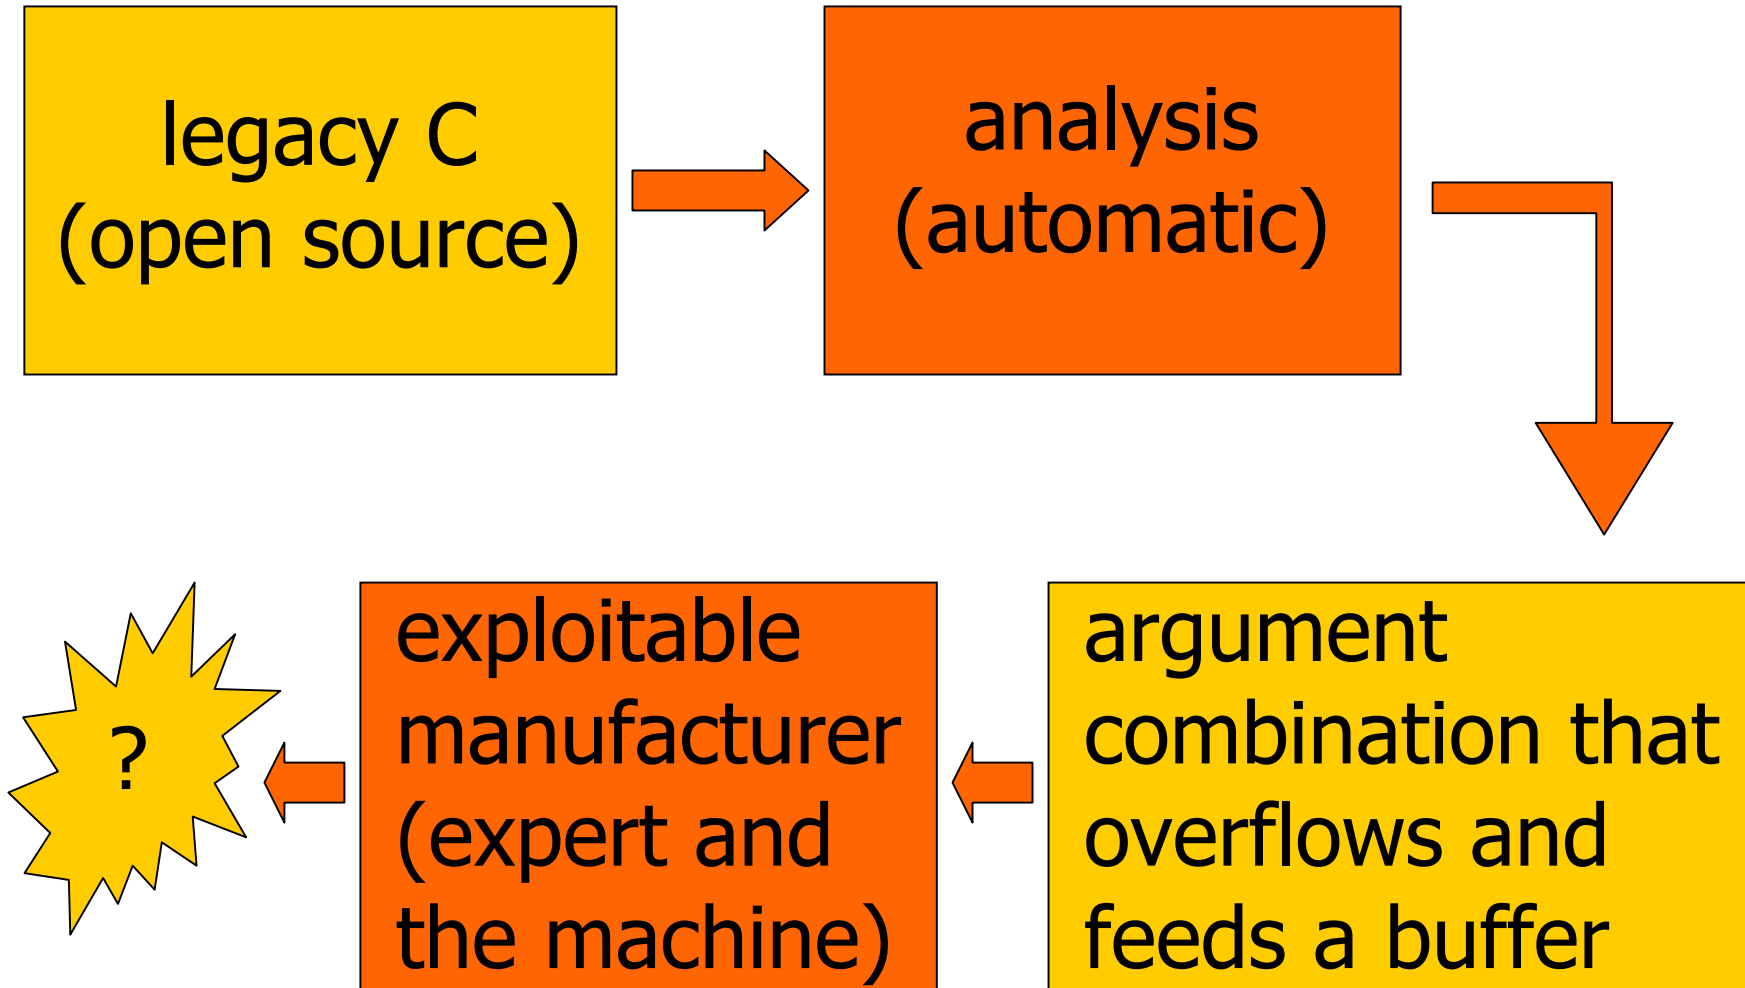 legacy C
(open source)
analysis
(automatic)
argument
combination that
overflows and
feeds a buffer
exploitable
manufacturer
(expert and
the machine)
?